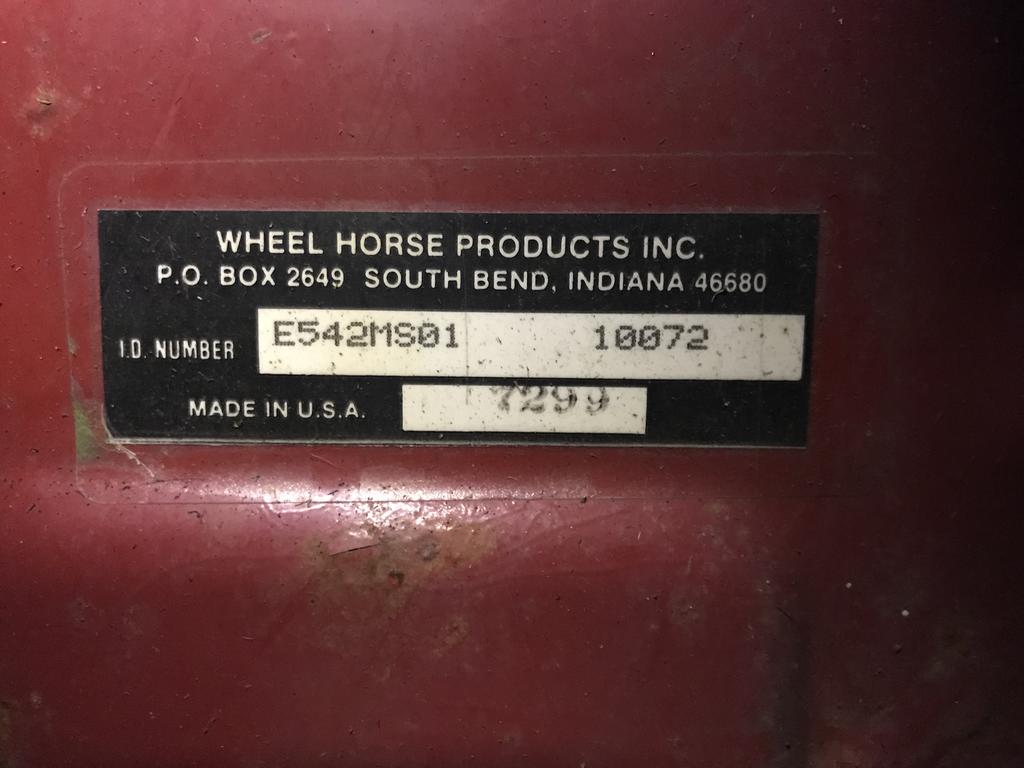 WHEEL HORSE PRODUCTS INC.
P.O. BOX 2649 SOUTH BEND, INDIANA 46680
I.D. NUMBER E542MS01 10072
MADE IN U.S.A. 7299